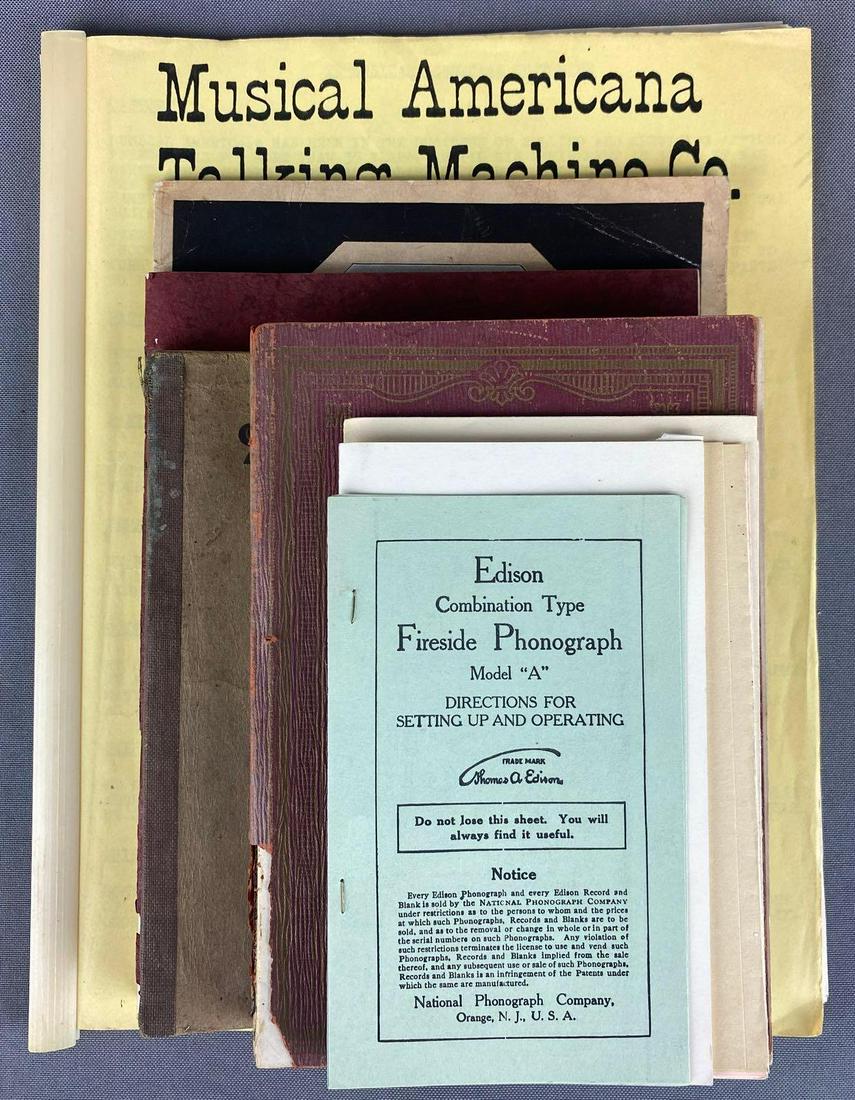 Musical Americana
Talking Machine Co.
Edison
Combination Type
Fireside Phonograph
Model "A"
DIRECTIONS FOR
SETTING UP AND OPERATING
TRADE MARK
Thomas A Edison
Do not lose this sheet. You will
always find it useful.
Notice
Every Edison Phonograph and every Edison Record and
Blank is sold by the NATIONAL PHONOGRAPH COMPANY
under restrictions as to the persons to whom and the prices
at which such Phonographs, Records and Blanks are to be
sold, and as to the removal or change in whole or in part of
the serial numbers on such Phonographs. Any violation of
such restrictions terminates the license to use and vend such
Phonographs, Records and Blanks implied from the sale
thereof, and any subsequent use or sale of such Phonographs,
Records and Blanks is an infringement of the Patents under
which the same are manufactured.
National Phonograph Company,
Orange, N. J., U. S. A.